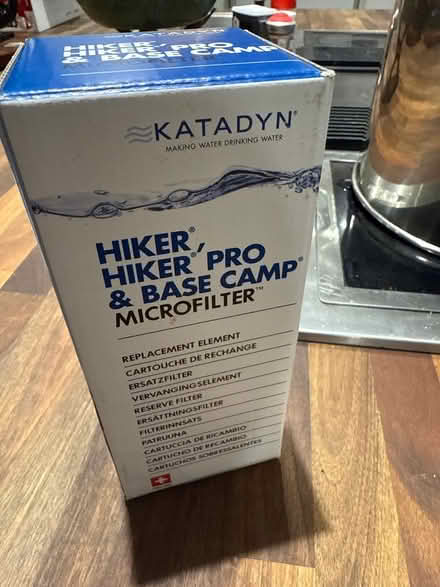 HIKER® PRO
& BASE CAMP®
KATADYN®
MAKING WATER DRINKING WATER
HIKER®,
HIKER® PRO
& BASE CAMP®
MICROFILTER™
REPLACEMENT ELEMENT
CARTOUCHE DE RECHANGE
ERSATZFILTER
VERVANGINGSELEMENT
RESERVE FILTER
ERSÄTTNINGSFILTER
FILTERINNSATS
PATRUUNA
CARTUCCIA DE RICAMBIO
CARTUCHO DE RECAMBIO
CARTUCHOS SOBRESSALENTES